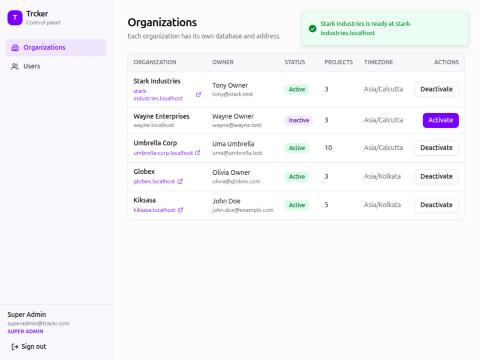 T
Trcker
Control panel
Organizations
Users
Super Admin
superadmin@trackr.com
SUPER ADMIN
Sign out
Organizations
Each organization has its own database and address.
Stark Industries is ready at stark-
industries.localhost
ORGANIZATION OWNER STATUS PROJECTS TIMEZONE ACTIONS
Stark Industries
stark-
industries.localhost
Tony Owner
tony@stark.test
Active
3
Asia/Calcutta
Deactivate
Wayne Enterprises
wayne.localhost
Wayne Owner
wayne@wayne.test
Inactive
3
Asia/Calcutta
Activate
Umbrella Corp
umbrella-corp.localhost
Uma Umbrella
uma@umbrella.test
Active
10
Asia/Calcutta
Deactivate
Globex
globex.localhost
Olivia Owner
olivia@globex.com
Active
3
Asia/Kolkata
Deactivate
Kiksasa
kiksasa.localhost
John Doe
john.doe@example.com
Active
5
Asia/Kolkata
Deactivate